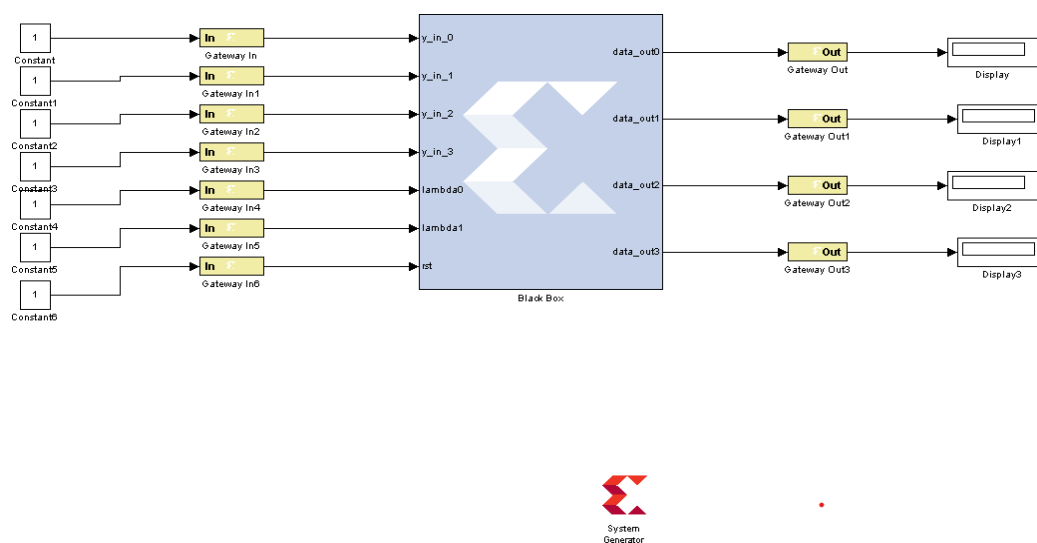 1
Constant
In
Gateway In
y_in_0
data_out0
Out
Gateway Out
Display
1
Constant1
In
Gateway In1
y_in_1
1
Constant2
In
Gateway In2
y_in_2
data_out1
Out
Gateway Out1
Display1
1
Constant3
In
Gateway In3
y_in_3
1
Constant4
In
Gateway In4
lambda0
data_out2
Out
Gateway Out2
Display2
1
Constant5
In
Gateway In5
lambda1
data_out3
Out
Gateway Out3
Display3
1
Constant6
In
Gateway In6
rst
Black Box
System
Generator